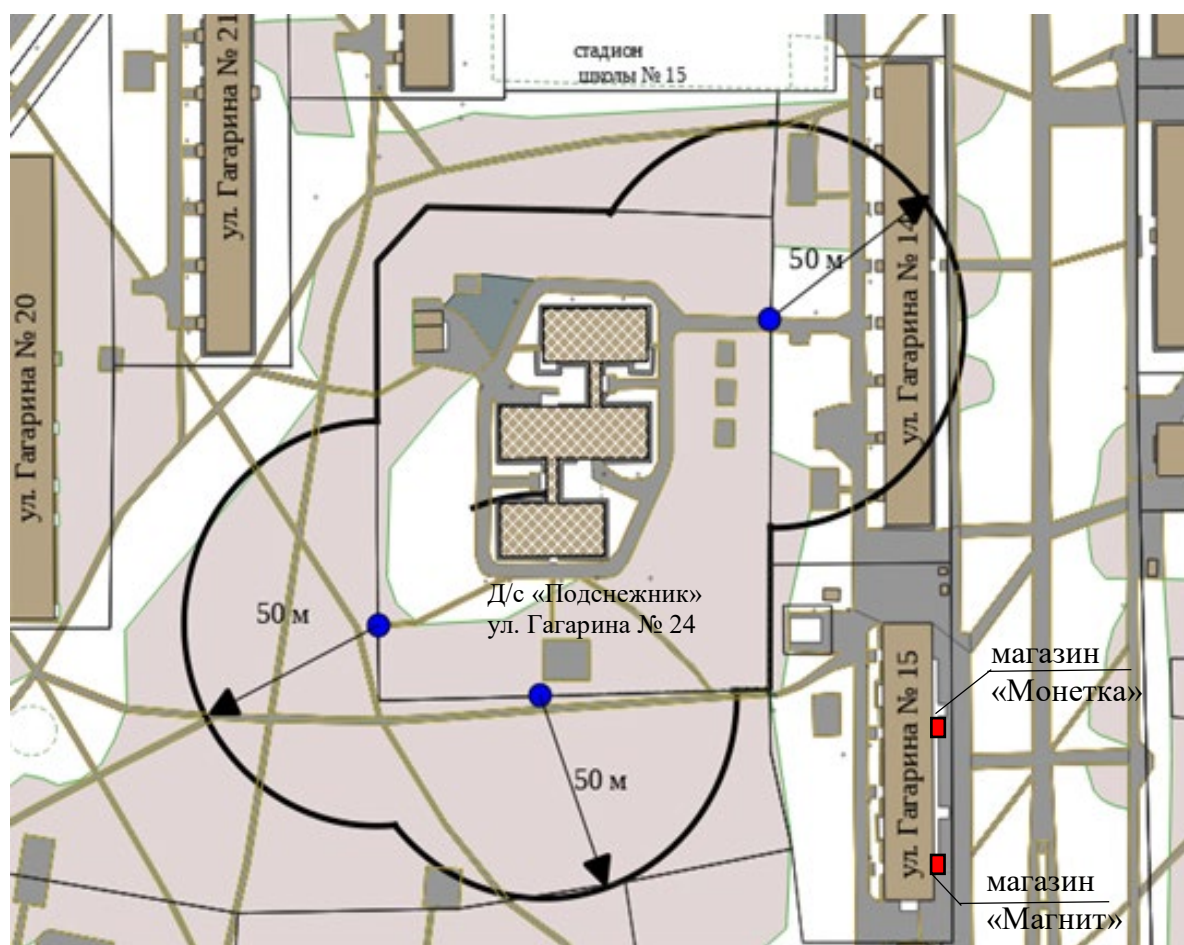 ул. Гагарина № 21
стадион
школы № 15
ул. Гагарина № 20
50 м
ул. Гагарина № 14
50 м
Д/с «Подснежник»
ул. Гагарина № 24
50 м
ул. Гагарина № 15
магазин
«Монетка»
магазин
«Магнит»